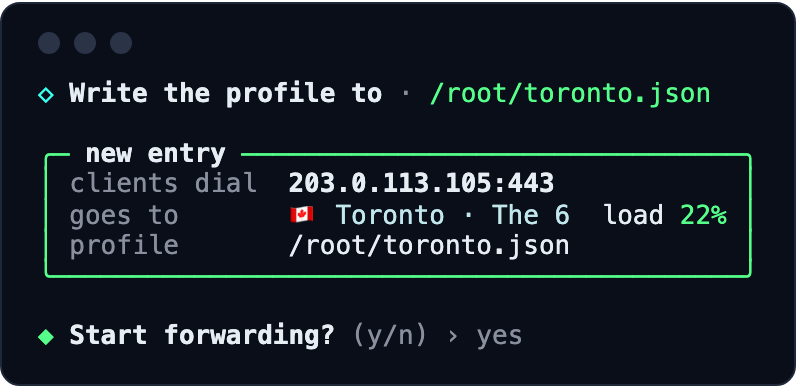 ◇ Write the profile to · /root/toronto.json
new entry
clients dial 203.0.113.105:443
goes to 🇨🇦 Toronto · The 6 load 22%
profile /root/toronto.json
◆ Start forwarding? (y/n) › yes